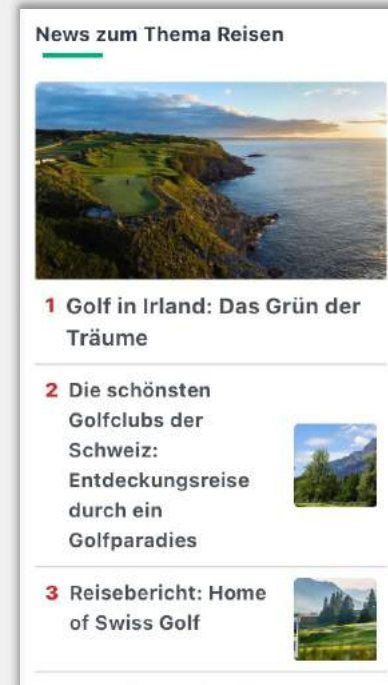 News zum Thema Reisen
1 Golf in Irland: Das Grün der
Träume
2 Die schönsten
Golfclubs der
Schweiz:
Entdeckungsreise
durch ein
Golfparadies
3 Reisebericht: Home
of Swiss Golf